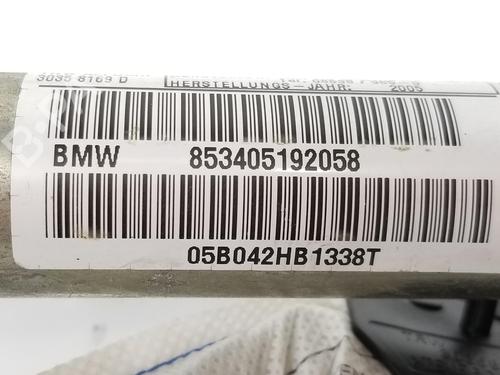 3035 8169 D
HERSTELLUNGS-JAHR: 2005
BMW 853405192058
05B042HB1338T